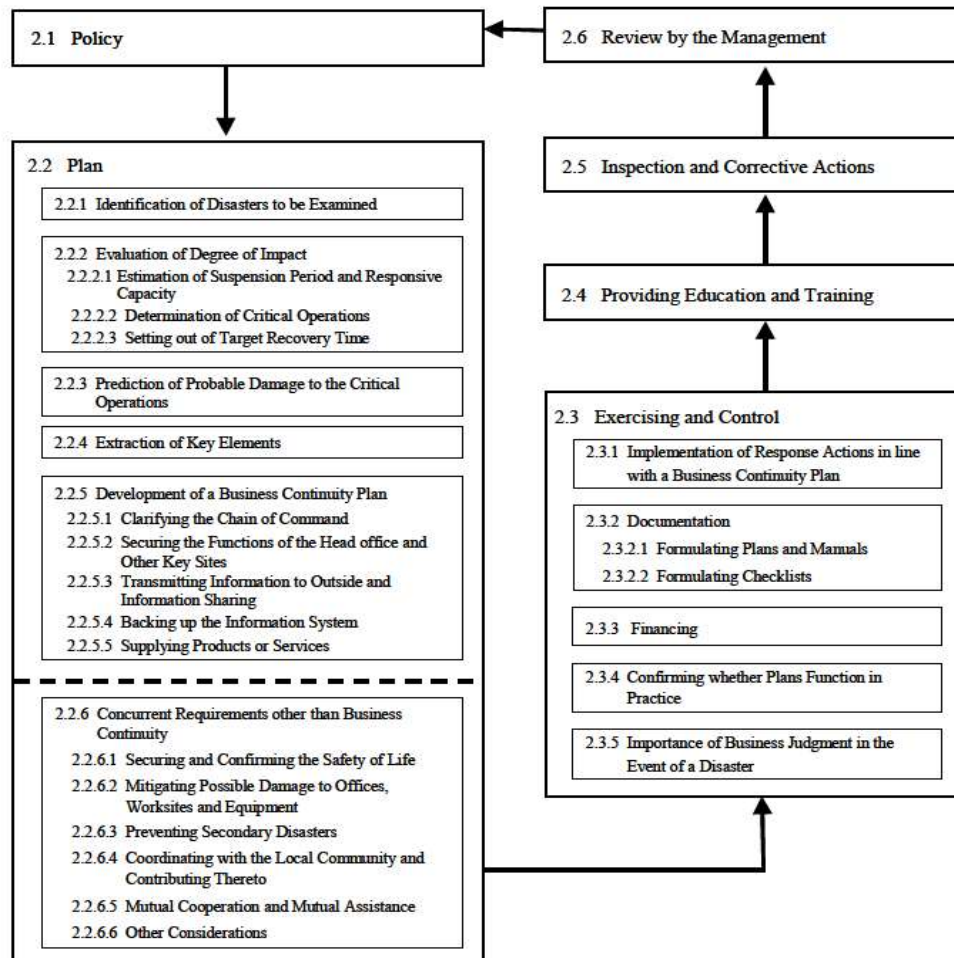 2.1 Policy
2.6 Review by the Management
2.2 Plan
2.2.1 Identification of Disasters to be Examined
2.2.2 Evaluation of Degree of Impact
2.2.2.1 Estimation of Suspension Period and Responsive
Capacity
2.2.2.2 Determination of Critical Operations
2.2.2.3 Setting out of Target Recovery Time
2.2.3 Prediction of Probable Damage to the Critical
Operations
2.2.4 Extraction of Key Elements
2.2.5 Development of a Business Continuity Plan
2.2.5.1 Clarifying the Chain of Command
2.2.5.2 Securing the Functions of the Head office and
Other Key Sites
2.2.5.3 Transmitting Information to Outside and
Information Sharing
2.2.5.4 Backing up the Information System
2.2.5.5 Supplying Products or Services
2.2.6 Concurrent Requirements other than Business
Continuity
2.2.6.1 Securing and Confirming the Safety of Life
2.2.6.2 Mitigating Possible Damage to Offices,
Worksites and Equipment
2.2.6.3 Preventing Secondary Disasters
2.2.6.4 Coordinating with the Local Community and
Contributing Thereto
2.2.6.5 Mutual Cooperation and Mutual Assistance
2.2.6.6 Other Considerations
2.5 Inspection and Corrective Actions
2.4 Providing Education and Training
2.3 Exercising and Control
2.3.1 Implementation of Response Actions in line
with a Business Continuity Plan
2.3.2 Documentation
2.3.2.1 Formulating Plans and Manuals
2.3.2.2 Formulating Checklists
2.3.3 Financing
2.3.4 Confirming whether Plans Function in
Practice
2.3.5 Importance of Business Judgment in the
Event of a Disaster